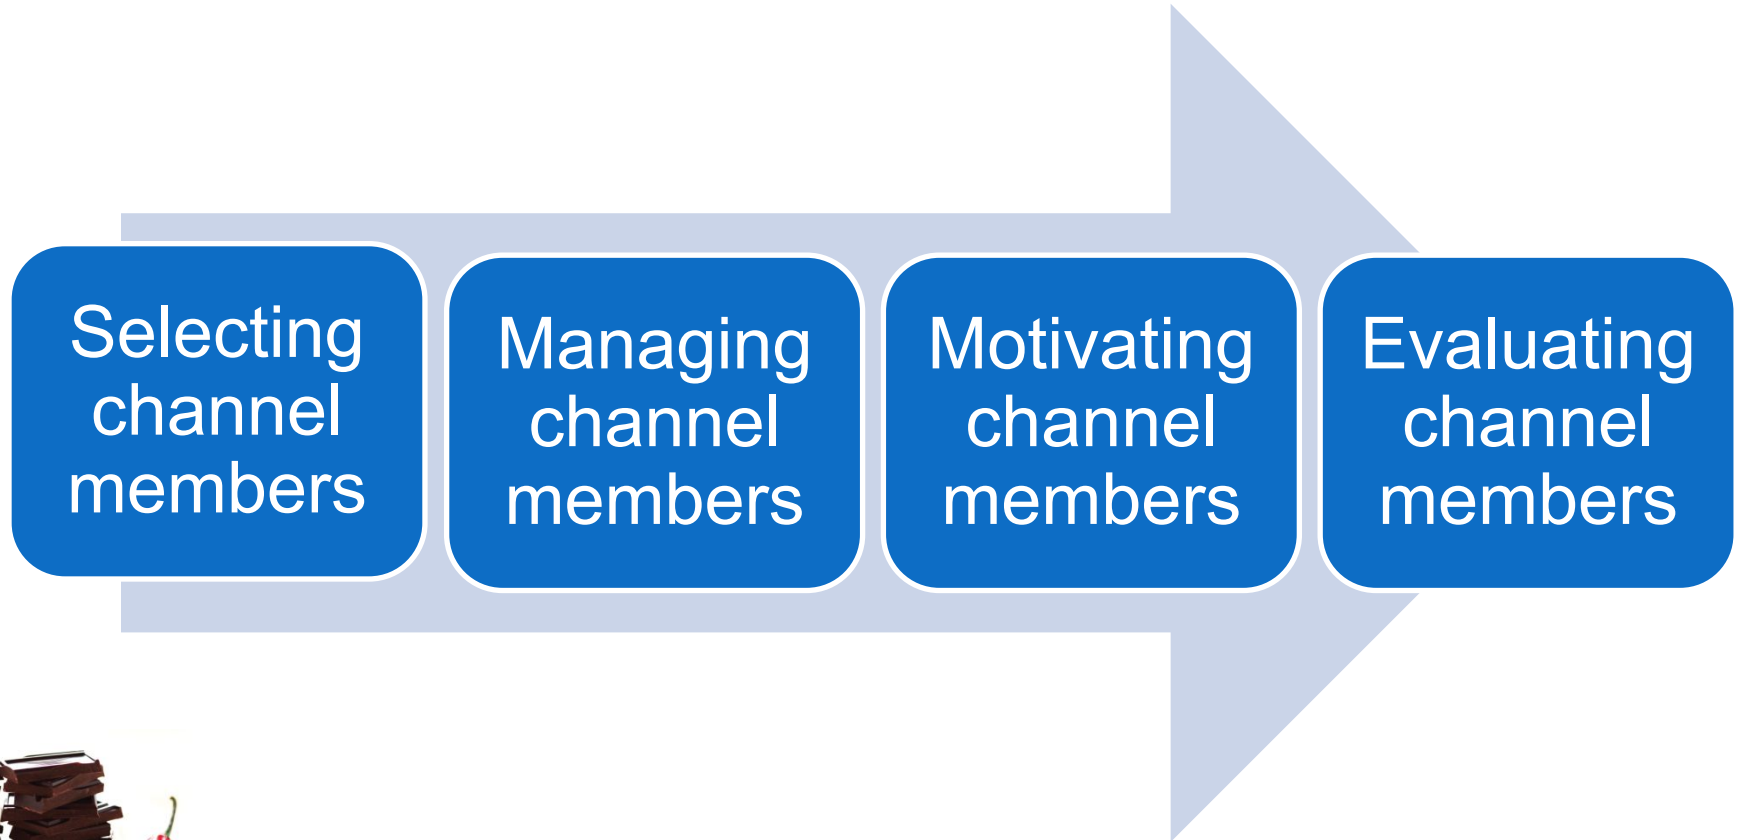 Selecting
channel
members
Managing
channel
members
Motivating
channel
members
Evaluating
channel
members